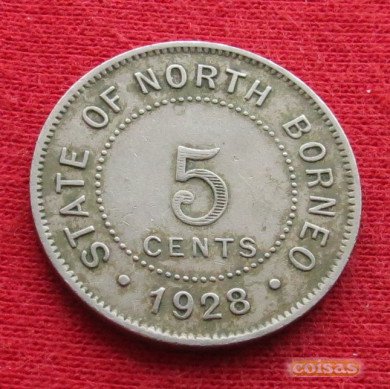 STATE OF NORTH BORNEO
5
CENTS
• 1928 •
coisas